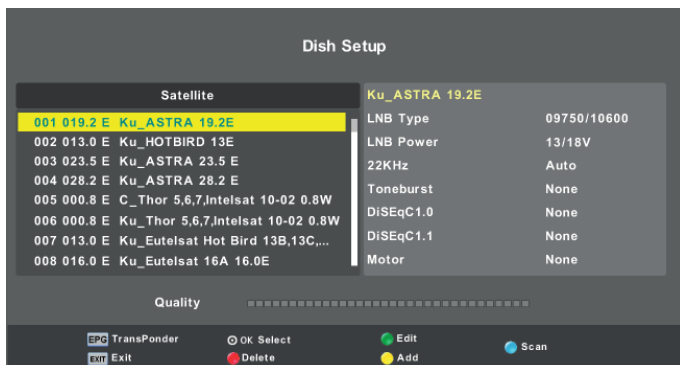 Dish Setup
Satellite
001 019.2 E Ku_ASTRA 19.2E
002 013.0 E Ku_HOTBIRD 13E
003 023.5 E Ku_ASTRA 23.5 E
004 028.2 E Ku_ASTRA 28.2 E
005 000.8 E C_Thor 5,6,7,Intelsat 10-02 0.8W
006 000.8 E Ku_Thor 5,6,7,Intelsat 10-02 0.8W
007 013.0 E Ku_Eutelsat Hot Bird 13B,13C,...
008 016.0 E Ku_Eutelsat 16A 16.0E
Ku_ASTRA 19.2E
LNB Type 09750/10600
LNB Power 13/18V
22KHz Auto
Toneburst None
DiSEqC1.0 None
DiSEqC1.1 None
Motor None
Quality
EPG TransPonder OK Select Edit Scan
EXIT Exit Delete Add